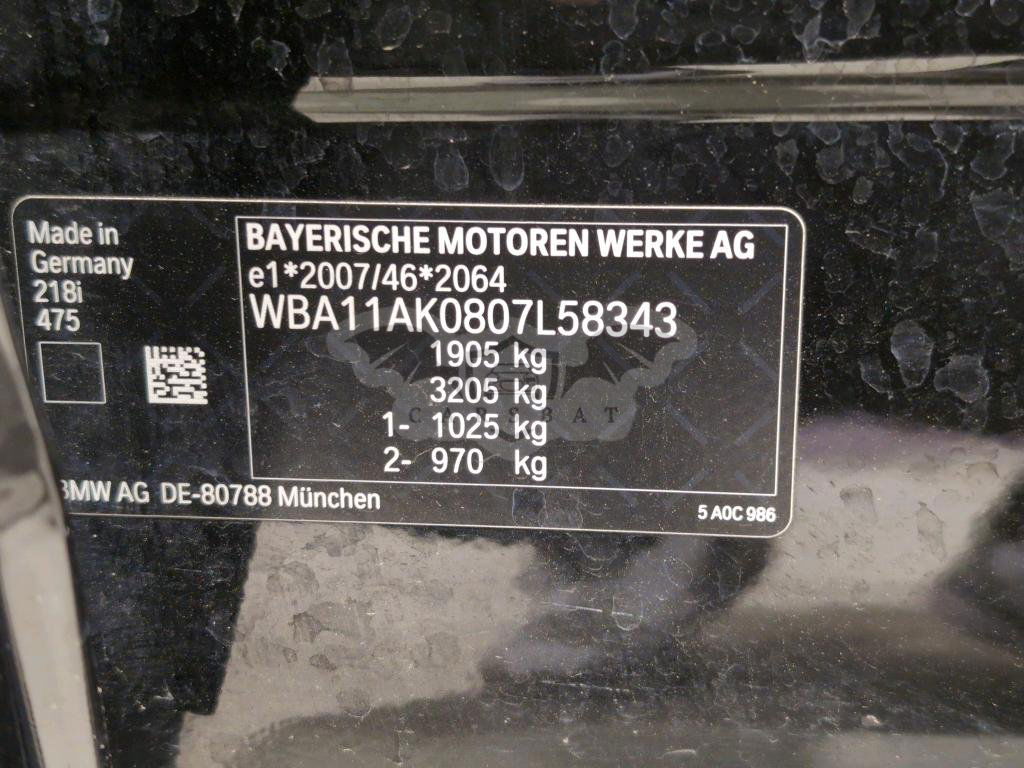 Made in
Germany
218i
475
BAYERISCHE MOTOREN WERKE AG
e1*2007/46*2064
WBA11AK0807L58343
1905 kg
3205 kg
1- 1025 kg
2- 970 kg
CARSBAT
BMW AG DE-80788 München
5 A0C 986